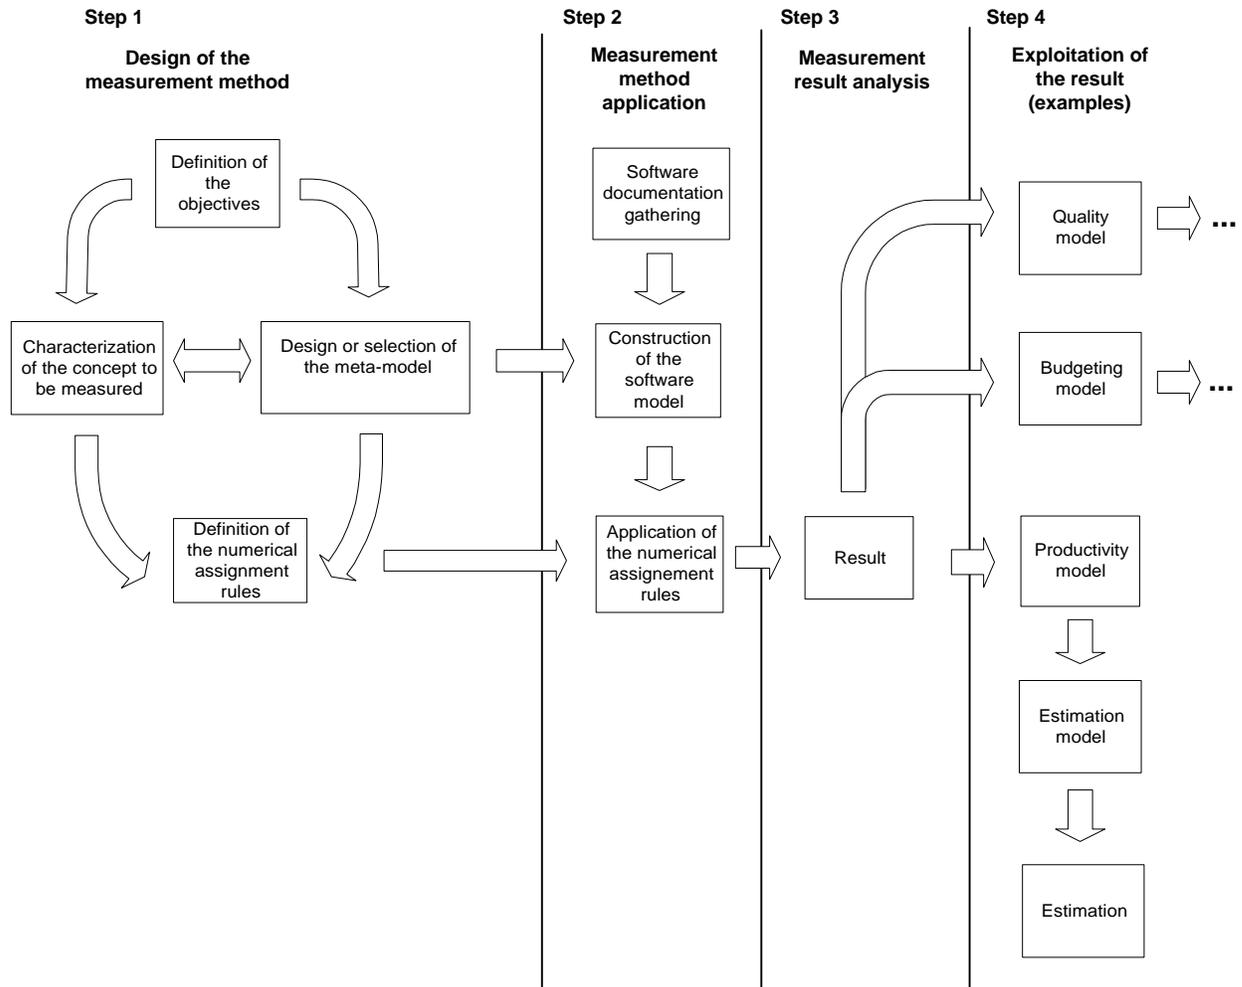 Step 1
Design of the
measurement method
Definition of
the
objectives
Characterization
of the concept to
be measured
Design or selection of
the meta-model
Definition of
the numerical
assignment
rules
Step 2
Measurement
method
application
Software
documentation
gathering
Construction
of the
software
model
Application of
the numerical
assignement
rules
Step 3
Measurement
result analysis
Result
Step 4
Exploitation of
the result
(examples)
Quality
model
...
Budgeting
model
...
Productivity
model
Estimation
model
Estimation